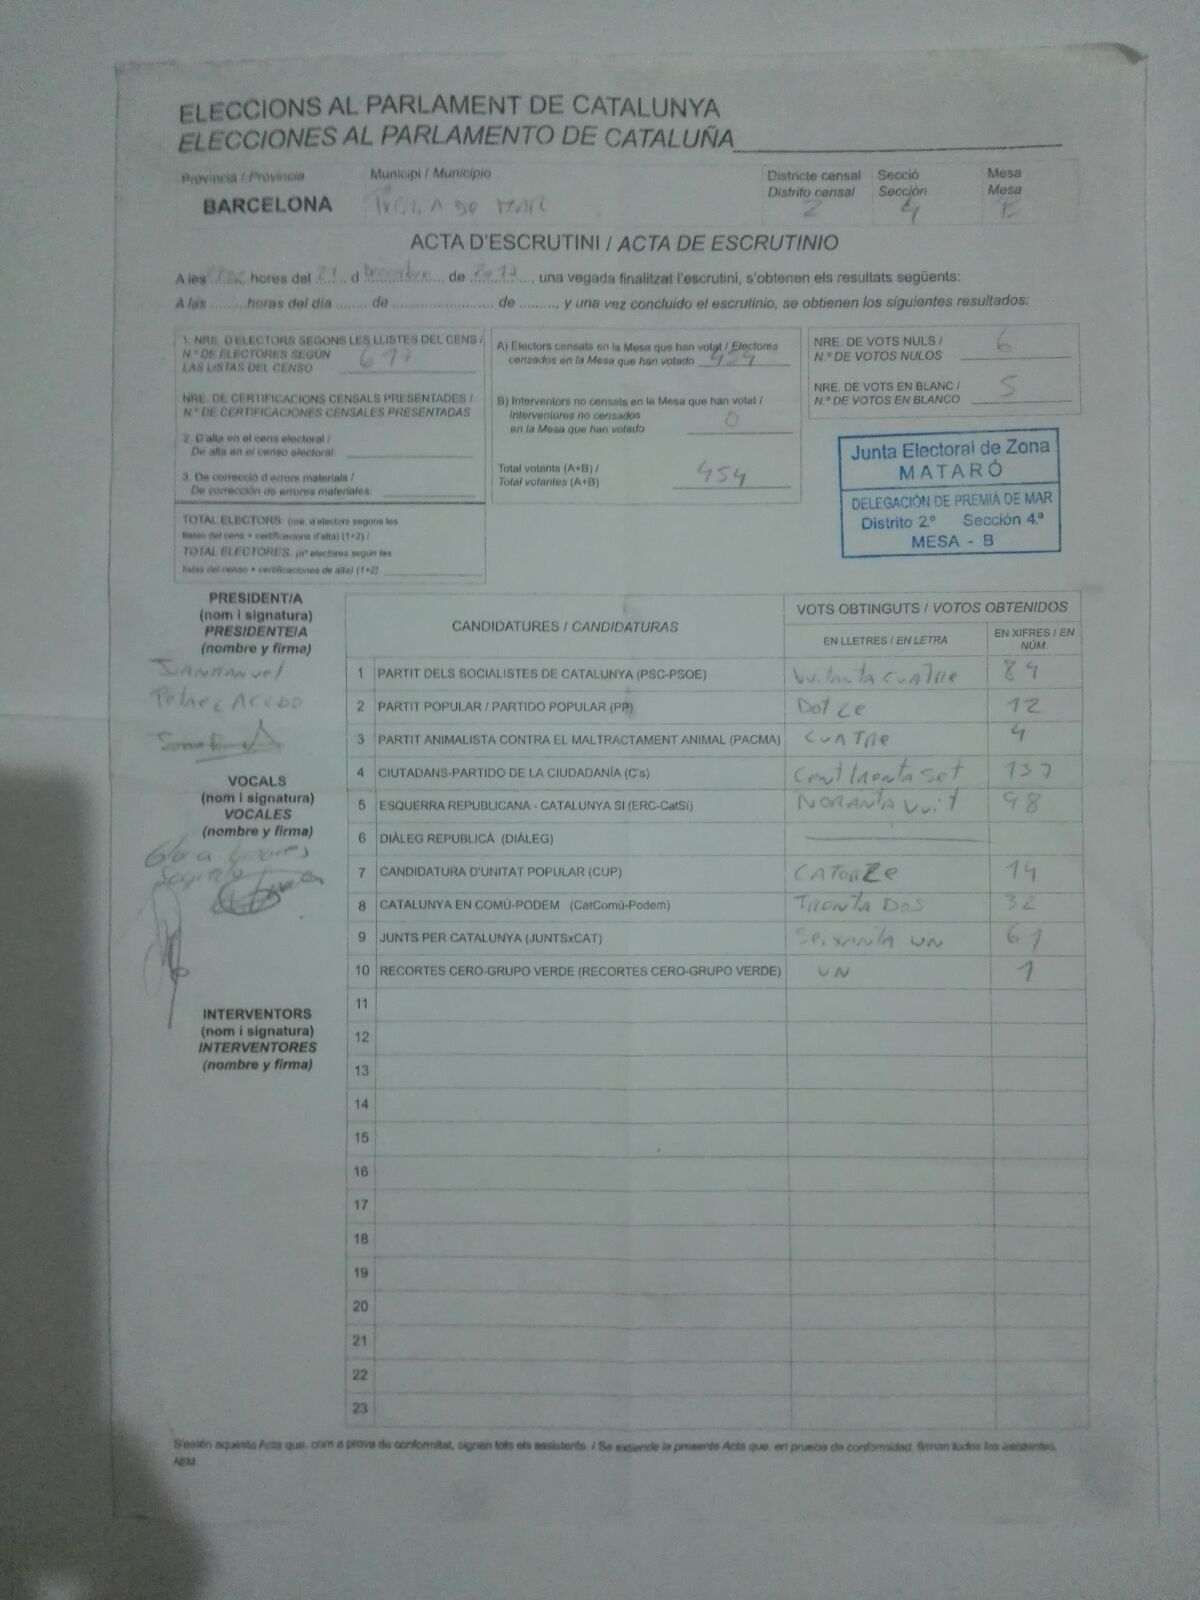 ELECCIONS AL PARLAMENT DE CATALUNYA
ELECCIONES AL PARLAMENTO DE CATALUÑA
Provincia / Provincia
BARCELONA
Municipi / Municipio
DE MAR
Districte censal
Distrito censal
2
Secció
Sección
4
Mesa
Mesa
B
ACTA D'ESCRUTINI / ACTA DE ESCRUTINIO
A les hores del 21 d Desembre de 2017, una vegada finalitzat l'escrutini, s'obtenen els resultats següents:
A las ........horas del día ....... de ...................... de ........, y una vez concluido el escrutinio, se obtienen los siguientes resultados:
1. NRE. D'ELECTORS SEGONS LES LLISTES DEL CENS /
N.º DE ELECTORES SEGÚN
LAS LISTAS DEL CENSO 617
NRE. DE CERTIFICACIONS CENSALS PRESENTADES /
N.º DE CERTIFICACIONES CENSALES PRESENTADAS
2. D'alta en el cens electoral /
De alta en el censo electoral:
3. De correcció d'errors materials /
De corrección de errores materiales:
TOTAL ELECTORS: (nre. d'electors segons les
llistes del cens + certificacions d'alta) (1+2) /
TOTAL ELECTORES: (nº electores según las
listas del censo + certificaciones de alta) (1+2)
A) Electors censats en la Mesa que han votat / Electores
censados en la Mesa que han votado 454
B) Interventors no censats en la Mesa que han votat /
Interventores no censados
en la Mesa que han votado 0
Total votants (A+B) /
Total votantes (A+B) 454
NRE. DE VOTS NULS /
N.º DE VOTOS NULOS 6
NRE. DE VOTS EN BLANC /
N.º DE VOTOS EN BLANCO 5
Junta Electoral de Zona
MATARÓ
DELEGACIÓN DE PREMIÀ DE MAR
Distrito 2.º Sección 4.ª
MESA - B
PRESIDENT/A
(nom i signatura)
PRESIDENTE/A
(nombre y firma)
VOCALS
(nom i signatura)
VOCALES
(nombre y firma)
INTERVENTORS
(nom i signatura)
INTERVENTORES
(nombre y firma)
CANDIDATURES / CANDIDATURAS
VOTS OBTINGUTS / VOTOS OBTENIDOS
EN LLETRES / EN LETRA
EN XIFRES / EN NÚM.
1 PARTIT DELS SOCIALISTES DE CATALUNYA (PSC-PSOE) VUITANTA CUATRE 84
2 PARTIT POPULAR / PARTIDO POPULAR (PP) DOTZE 12
3 PARTIT ANIMALISTA CONTRA EL MALTRACTAMENT ANIMAL (PACMA) CUATRE 4
4 CIUTADANS-PARTIDO DE LA CIUDADANÍA (C's) Cent trenta set 137
5 ESQUERRA REPUBLICANA - CATALUNYA SI (ERC-CatSí) NORANTA VUIT 98
6 DIÀLEG REPUBLICÀ (DIÀLEG)
7 CANDIDATURA D'UNITAT POPULAR (CUP) CATORZE 14
8 CATALUNYA EN COMÚ-PODEM (CatComú-Podem) TRENTA DOS 32
9 JUNTS PER CATALUNYA (JUNTSxCAT) SEIXANTA UN 61
10 RECORTES CERO-GRUPO VERDE (RECORTES CERO-GRUPO VERDE) UN 1
11
12
13
14
15
16
17
18
19
20
21
22
23
S'estén aquesta Acta que, com a prova de conformitat, signen tots els assistents. / Se extiende la presente Acta que, en prueba de conformidad, firman todos los asistentes.